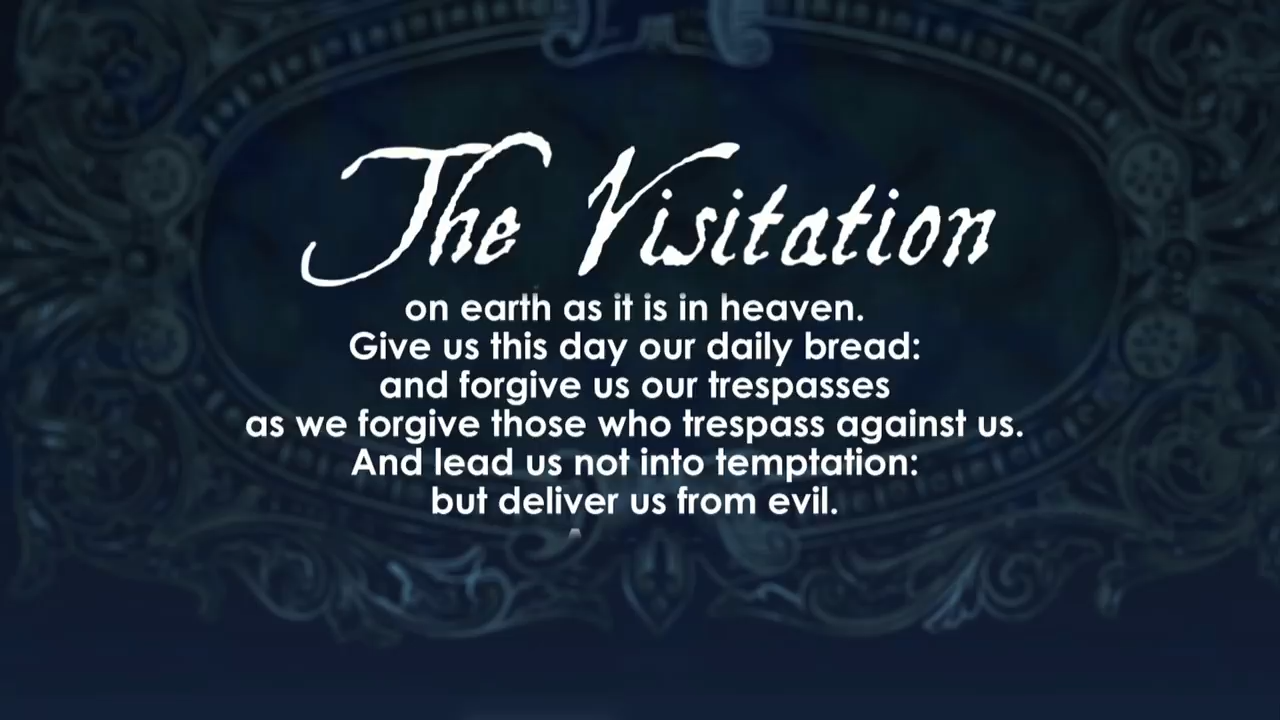 The Visitation
on earth as it is in heaven.
Give us this day our daily bread:
and forgive us our trespasses
as we forgive those who trespass against us.
And lead us not into temptation:
but deliver us from evil.